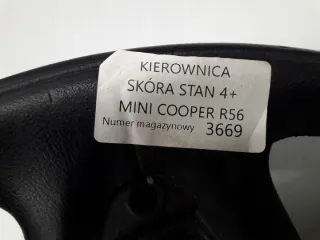 KIEROWNICA
SKÓRA STAN 4+
MINI COOPER R56
Numer magazynowy 3669